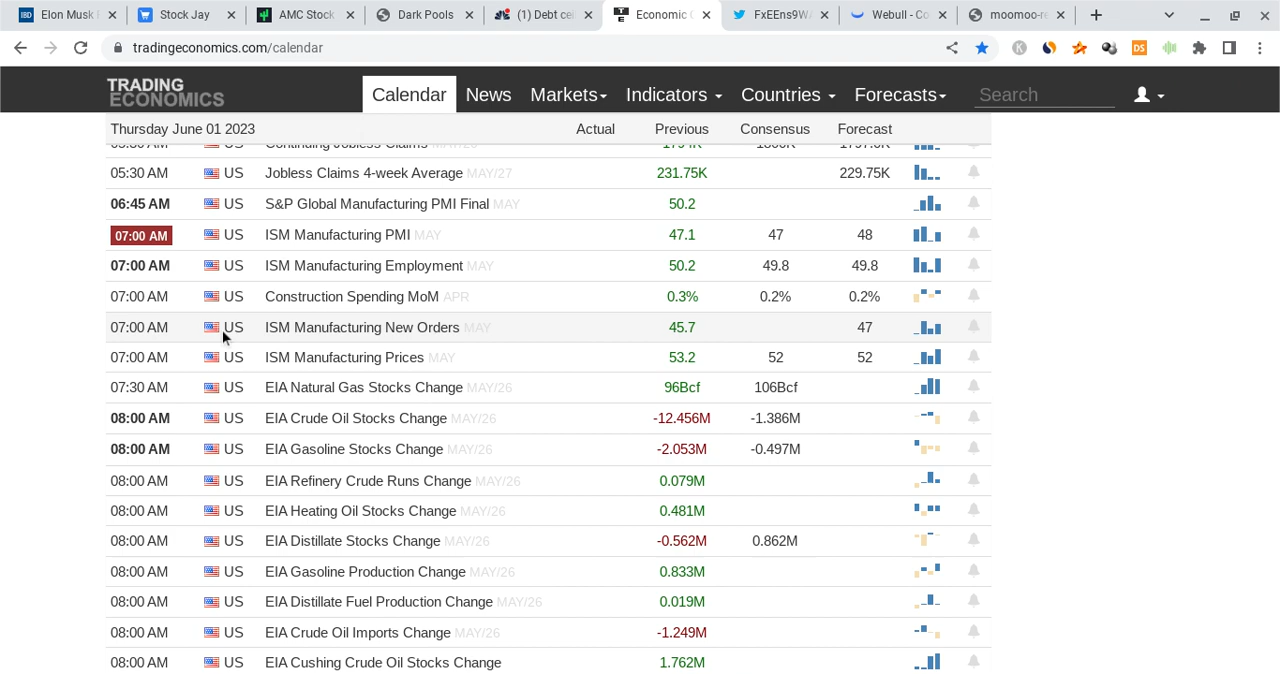 Elon Musk
Stock Jay
AMC Stock
Dark Pools
(1) Debt cei
Economic C
FxEEns9WA
Webull - Co
moomoo-re
tradingeconomics.com/calendar
TRADING
ECONOMICS
Calendar News Markets Indicators Countries Forecasts Search
Thursday June 01 2023 Actual Previous Consensus Forecast
05:30 AM US Continuing Jobless Claims
05:30 AM US Jobless Claims 4-week Average MAY/27 231.75K 229.75K
06:45 AM US S&P Global Manufacturing PMI Final MAY 50.2
07:00 AM US ISM Manufacturing PMI MAY 47.1 47 48
07:00 AM US ISM Manufacturing Employment MAY 50.2 49.8 49.8
07:00 AM US Construction Spending MoM APR 0.3% 0.2% 0.2%
07:00 AM US ISM Manufacturing New Orders MAY 45.7 47
07:00 AM US ISM Manufacturing Prices MAY 53.2 52 52
07:30 AM US EIA Natural Gas Stocks Change MAY/26 96Bcf 106Bcf
08:00 AM US EIA Crude Oil Stocks Change MAY/26 -12.456M -1.386M
08:00 AM US EIA Gasoline Stocks Change MAY/26 -2.053M -0.497M
08:00 AM US EIA Refinery Crude Runs Change MAY/26 0.079M
08:00 AM US EIA Heating Oil Stocks Change MAY/26 0.481M
08:00 AM US EIA Distillate Stocks Change MAY/26 -0.562M 0.862M
08:00 AM US EIA Gasoline Production Change MAY/26 0.833M
08:00 AM US EIA Distillate Fuel Production Change MAY/26 0.019M
08:00 AM US EIA Crude Oil Imports Change MAY/26 -1.249M
08:00 AM US EIA Cushing Crude Oil Stocks Change 1.762M